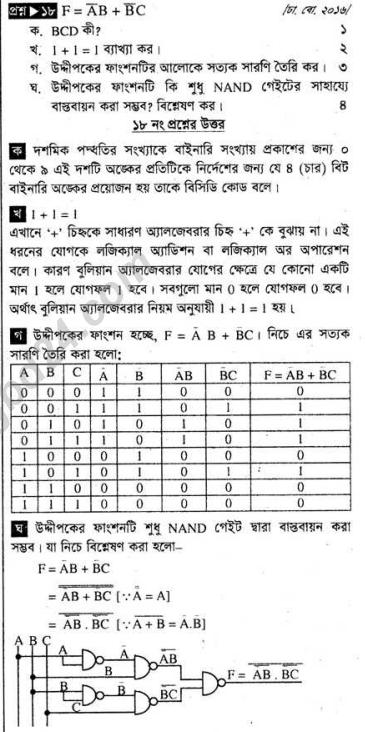 প্রশ্ন ▶ ১৮ F = A̅B + B̅C [ঢা. বো. ২০১৬]
ক. BCD কী? ১
খ. 1 + 1 = 1 ব্যাখ্যা কর। ২
গ. উদ্দীপকের ফাংশনটির আলোকে সত্যক সারণি তৈরি কর। ৩
ঘ. উদ্দীপকের ফাংশনটি কি শুধু NAND গেইটের সাহায্যে
বাস্তবায়ন করা সম্ভব? বিশ্লেষণ কর। ৪
১৮ নং প্রশ্নের উত্তর
ক দশমিক পদ্ধতির সংখ্যাকে বাইনারি সংখ্যায় প্রকাশের জন্য ০
থেকে ৯ এই দশটি অঙ্কের প্রতিটিকে নির্দেশের জন্য যে 4 (চার) বিট
বাইনারি অঙ্কের প্রয়োজন হয় তাকে বিসিডি কোড বলে।
খ 1 + 1 = 1
এখানে '+' চিহ্নকে সাধারণ অ্যালজেবরার চিহ্ন '+' কে বুঝায় না। এই
ধরনের যোগকে লজিক্যাল অ্যাডিশন বা লজিক্যাল অর অপারেশন
বলে। কারণ বুলিয়ান অ্যালজেবরার যোগের ক্ষেত্রে যে কোনো একটি
মান 1 হলে যোগফল 1 হবে। সবগুলো মান 0 হলে যোগফল 0 হবে।
অর্থাৎ বুলিয়ান অ্যালজেবরার নিয়ম অনুযায়ী 1 + 1 = 1 হয়।
গ উদ্দীপকের ফাংশন হচ্ছে, F = A̅ B + B̅C। নিচে এর সত্যক
সারণি তৈরি করা হলো:
A B C A̅ B̅ A̅B B̅C F = A̅B + B̅C
0 0 0 1 1 0 0 0
0 0 1 1 1 0 1 1
0 1 0 1 0 1 0 1
0 1 1 1 0 1 0 1
1 0 0 0 1 0 0 0
1 0 1 0 1 0 1 1
1 1 0 0 0 0 0 0
1 1 1 0 0 0 0 0
ঘ উদ্দীপকের ফাংশনটি শুধু NAND গেইট দ্বারা বাস্তবায়ন করা
সম্ভব। যা নিচে বিশ্লেষণ করা হলো–
F = A̅B + B̅C
= A̅B + B̅C [∵ A̿ = A]
= A̅B . B̅C [∵ A + B = A̅.B̅]
A B C
A A̅ A̅B
B
B B̅ B̅C
C
F = A̅B . B̅C